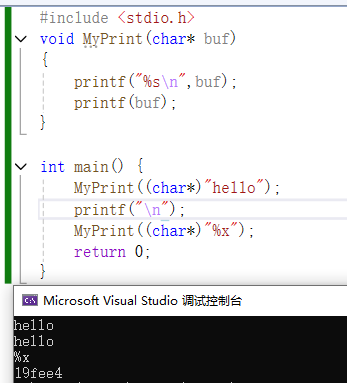 #include <stdio.h>
void MyPrint(char* buf)
{
printf("%s\n",buf);
printf(buf);
}
int main() {
MyPrint((char*)"hello");
printf("\n");
MyPrint((char*)"%x");
return 0;
}
Microsoft Visual Studio 调试控制台
hello
hello
%x
19fee4